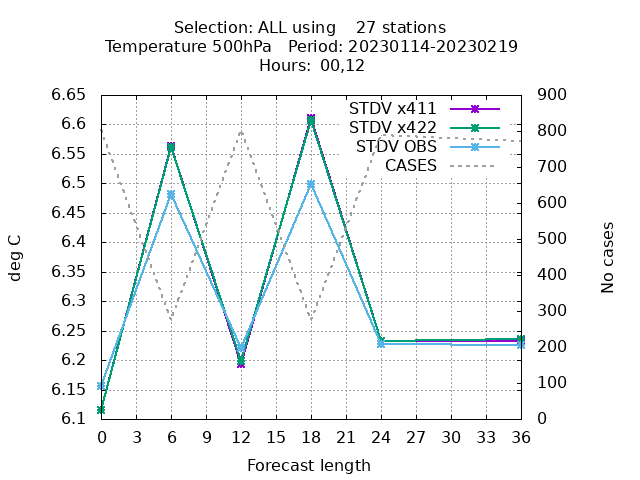 Selection: ALL using    27 stations
Temperature 500hPa   Period: 20230114-20230219
Hours:  00,12
STDV x411
STDV x422
STDV OBS
CASES
6.65
6.6
6.55
6.5
6.45
6.4
6.35
6.3
6.25
6.2
6.15
6.1
900
800
700
600
500
400
300
200
100
0
deg C
No cases
0 3 6 9 12 15 18 21 24 27 30 33 36
Forecast length